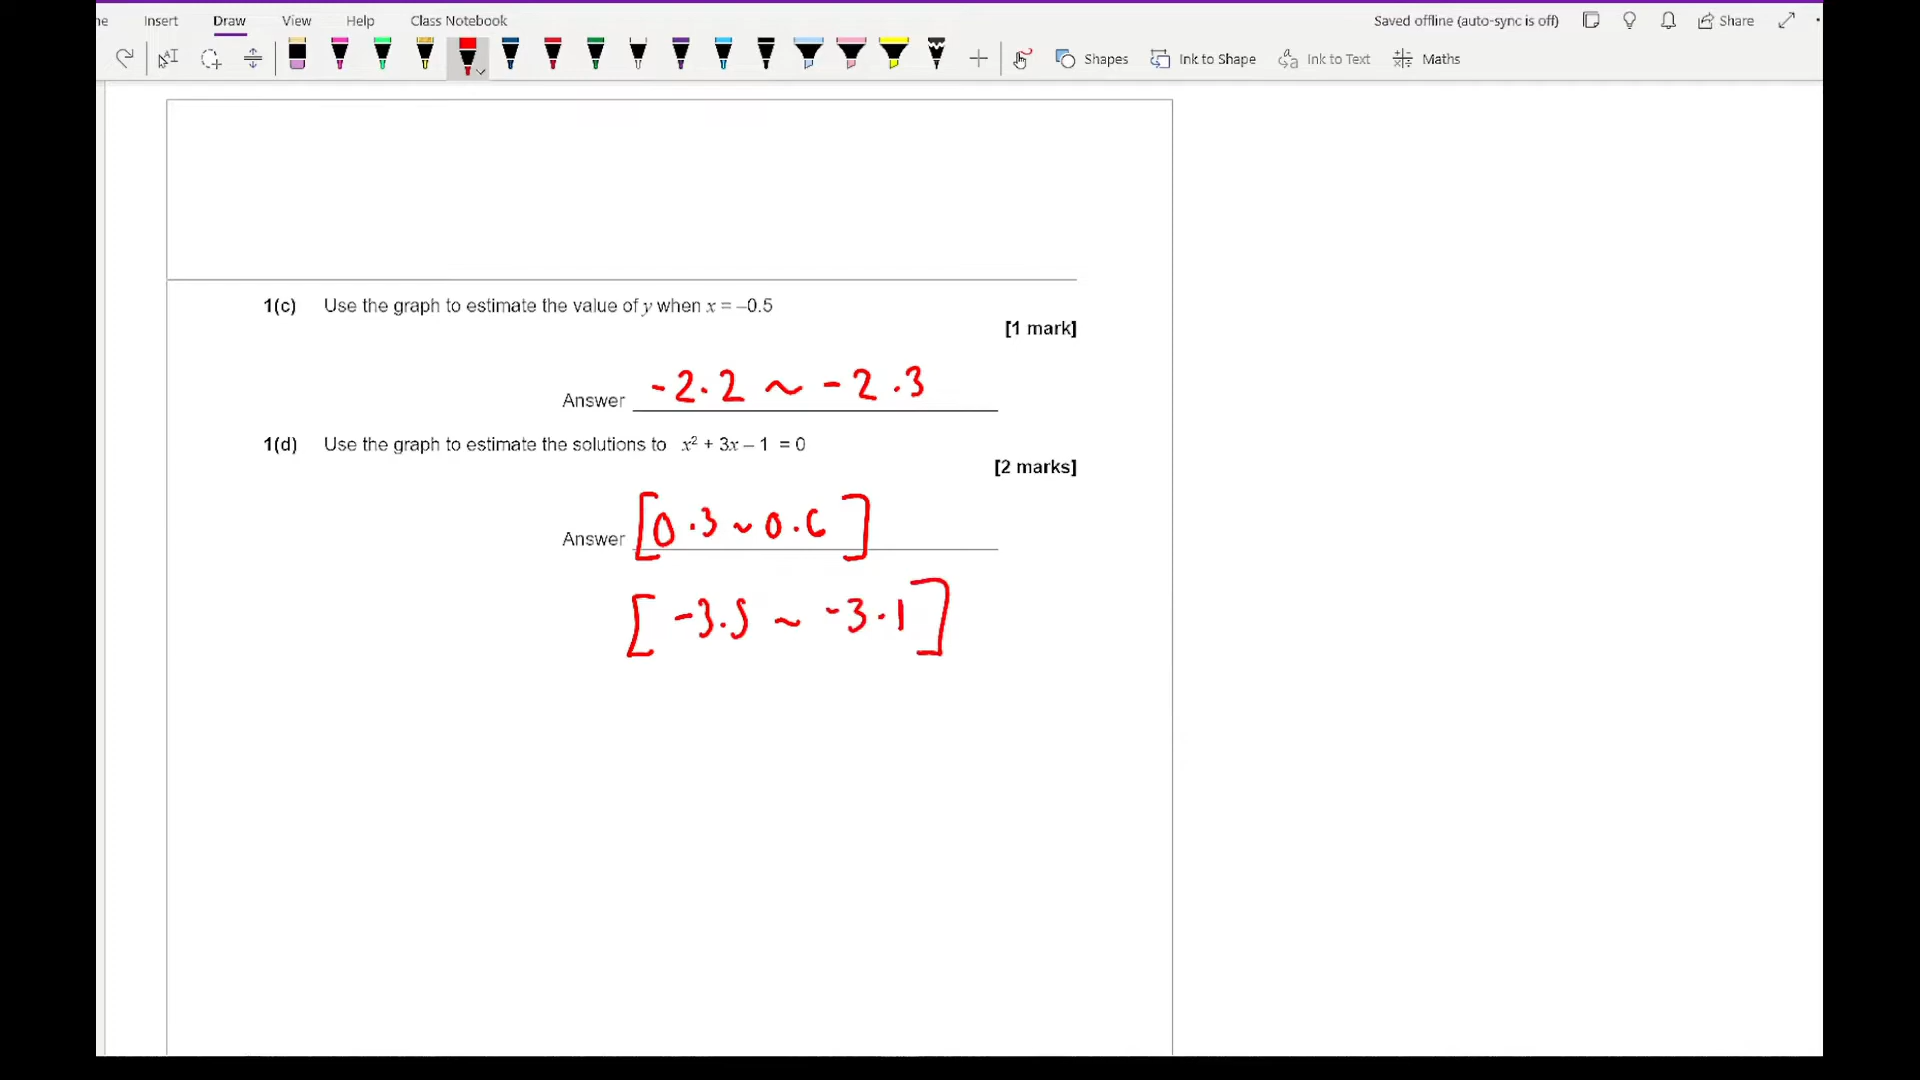 ne Insert Draw View Help Class Notebook Saved offline (auto-sync is off) Share
Shapes Ink to Shape Ink to Text Maths
1(c) Use the graph to estimate the value of y when x = –0.5
[1 mark]
Answer -2.2 ~ -2.3
1(d) Use the graph to estimate the solutions to x² + 3x – 1 = 0
[2 marks]
Answer [0.3 ~ 0.6]
[-3.5 ~ -3.1]